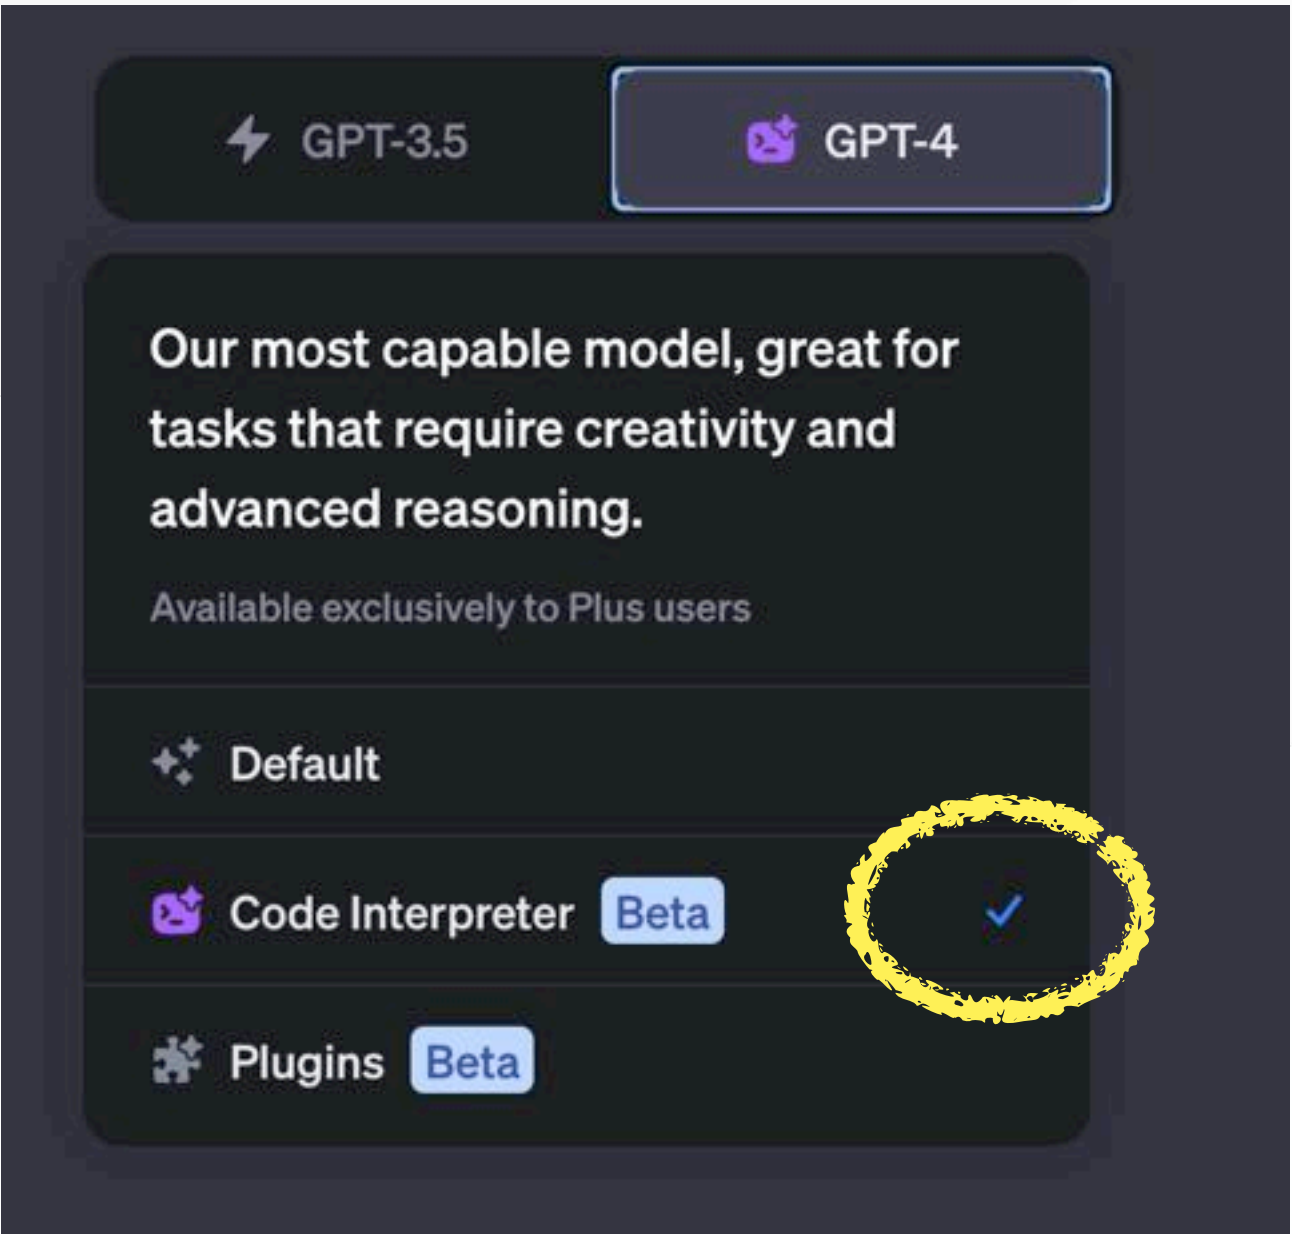 GPT-3.5
GPT-4
Our most capable model, great for
tasks that require creativity and
advanced reasoning.
Available exclusively to Plus users
Default
Code Interpreter Beta
Plugins Beta